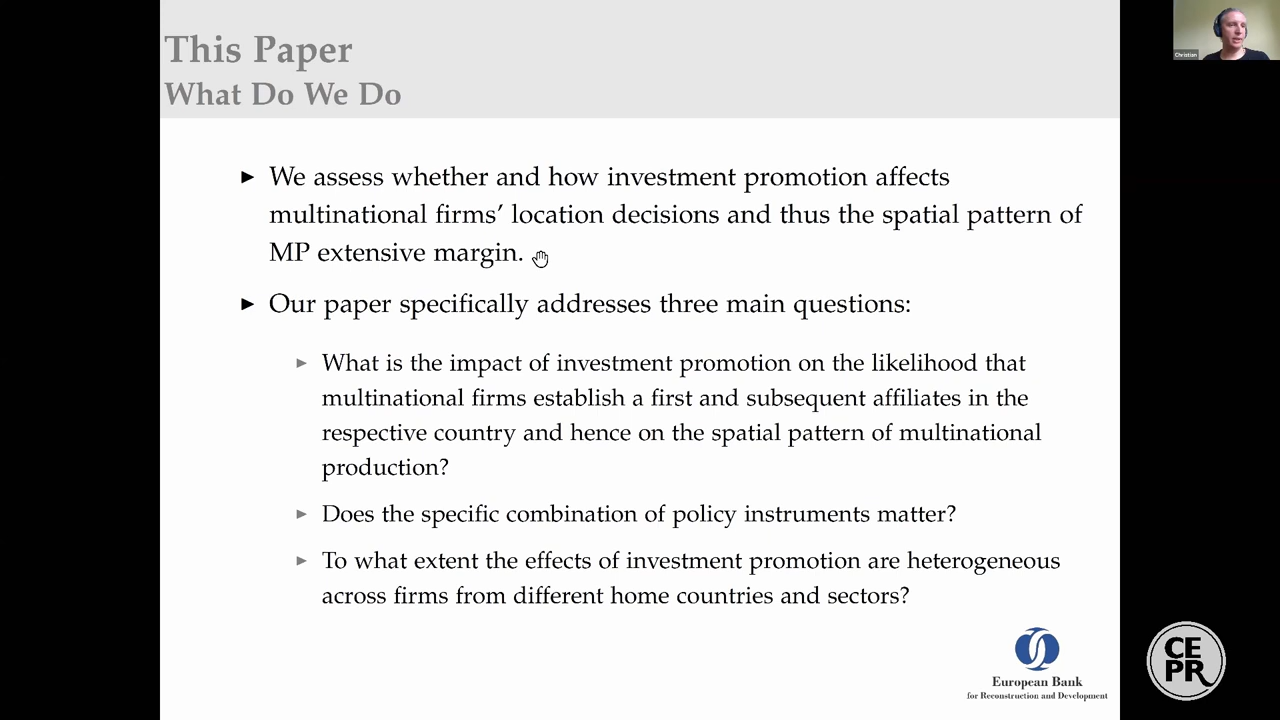 This Paper
What Do We Do
Christian
► We assess whether and how investment promotion affects
multinational firms’ location decisions and thus the spatial pattern of
MP extensive margin.
► Our paper specifically addresses three main questions:
► What is the impact of investment promotion on the likelihood that
multinational firms establish a first and subsequent affiliates in the
respective country and hence on the spatial pattern of multinational
production?
► Does the specific combination of policy instruments matter?
► To what extent the effects of investment promotion are heterogeneous
across firms from different home countries and sectors?
European Bank
for Reconstruction and Development
CE
PR